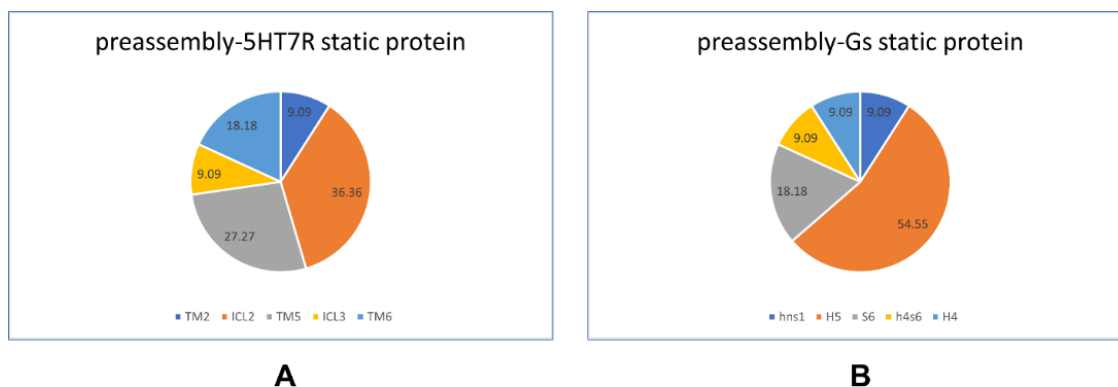 preassembly-5HT7R static protein
9.09
18.18
9.09
36.36
27.27
TM2 ICL2 TM5 ICL3 TM6
A
preassembly-Gs static protein
9.09 9.09
9.09
18.18
54.55
hns1 H5 S6 h4s6 H4
B